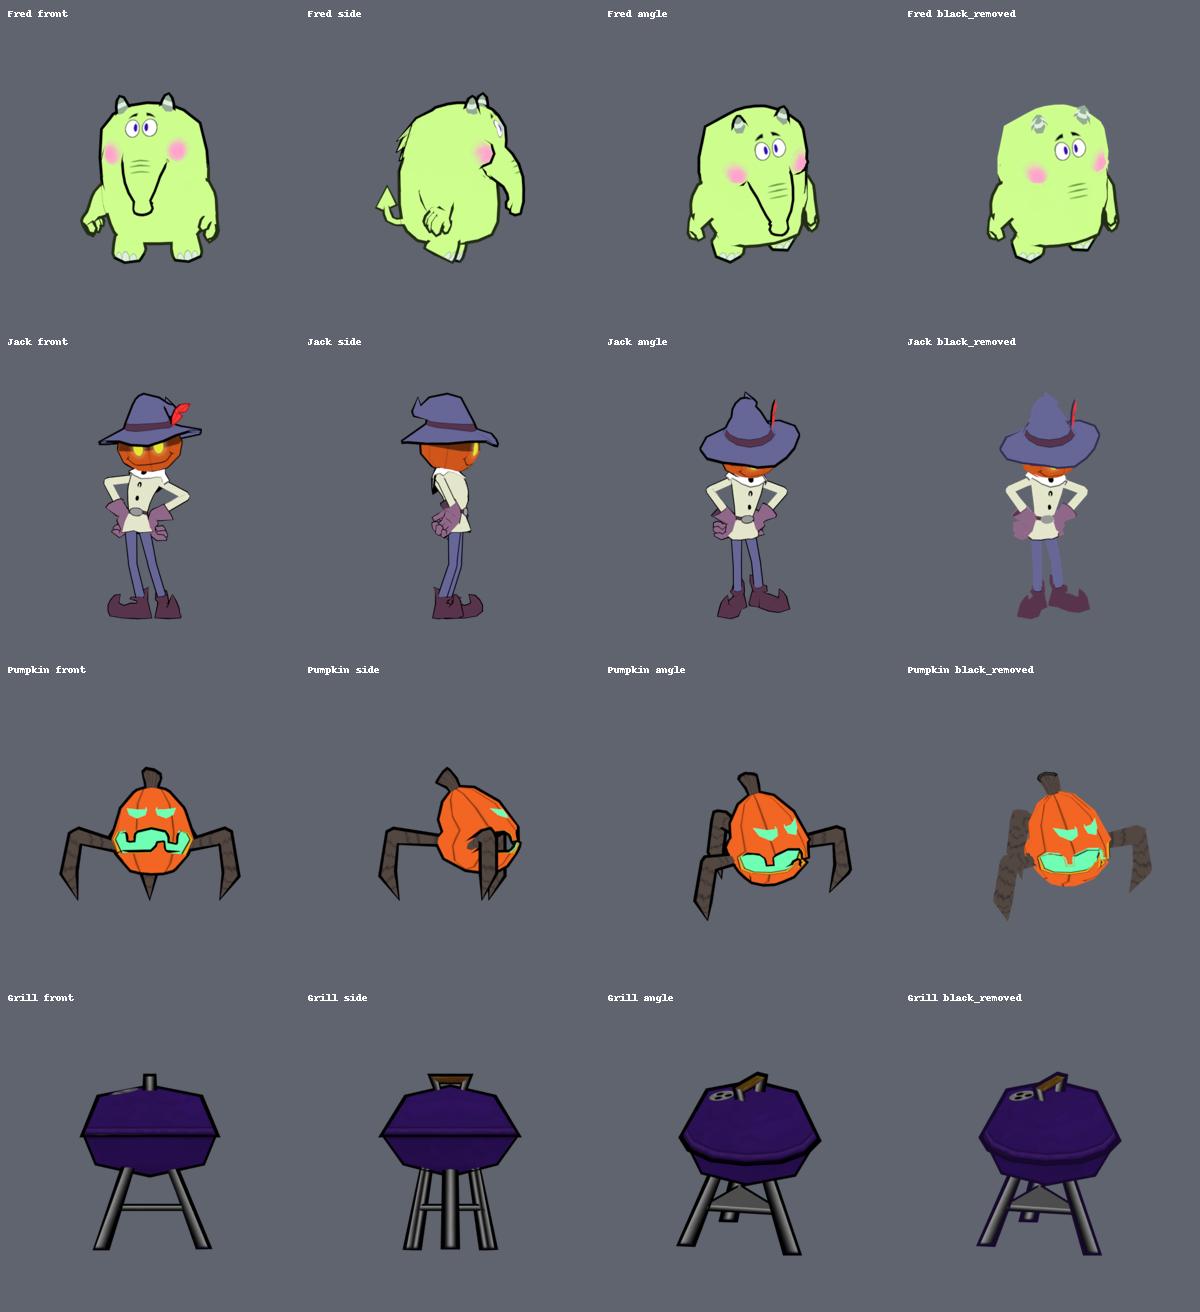 Fred front
Fred side
Fred angle
Fred black_removed
Jack front
Jack side
Jack angle
Jack black_removed
Pumpkin front
Pumpkin side
Pumpkin angle
Pumpkin black_removed
Grill front
Grill side
Grill angle
Grill black_removed